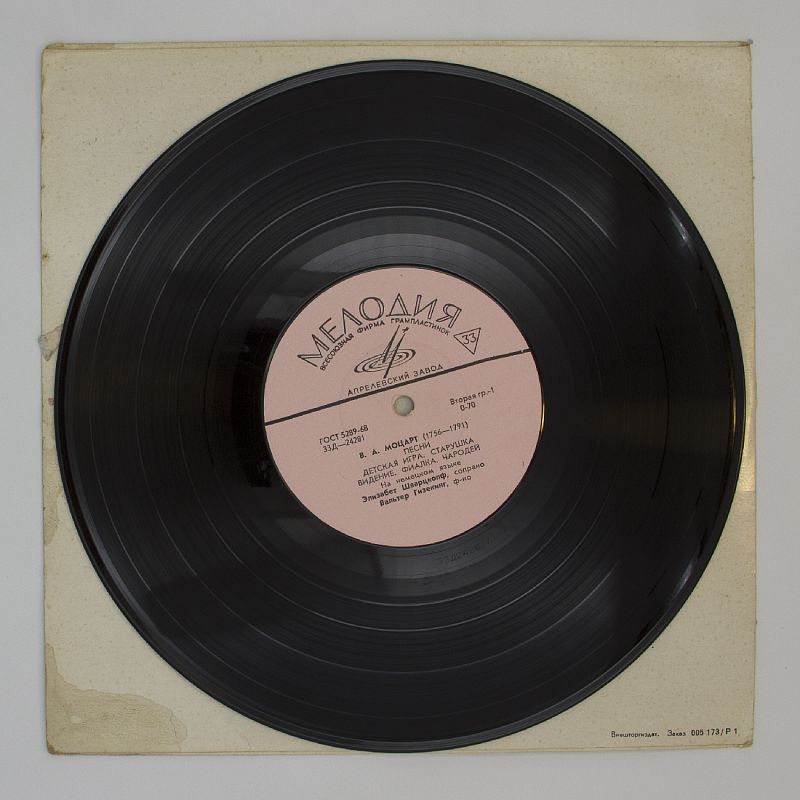 МЕЛОДИЯ
ВСЕСОЮЗНАЯ ФИРМА ГРАМПЛАСТИНОК
33
АПРЕЛЕВСКИЙ ЗАВОД
ГОСТ 5289-68
33Д—24281
Вторая гр-1
0-70
В. А. МОЦАРТ (1756—1791)
ПЕСНИ
ДЕТСКАЯ ИГРА, СТАРУШКА
ВИДЕНИЕ, ФИАЛКА, ЧАРОДЕЙ
На немецком языке
Элизабет Шварцкопф, сопрано
Вальтер Гизекинг, ф-но
Внешторгиздат. Заказ 005 173/Р 1